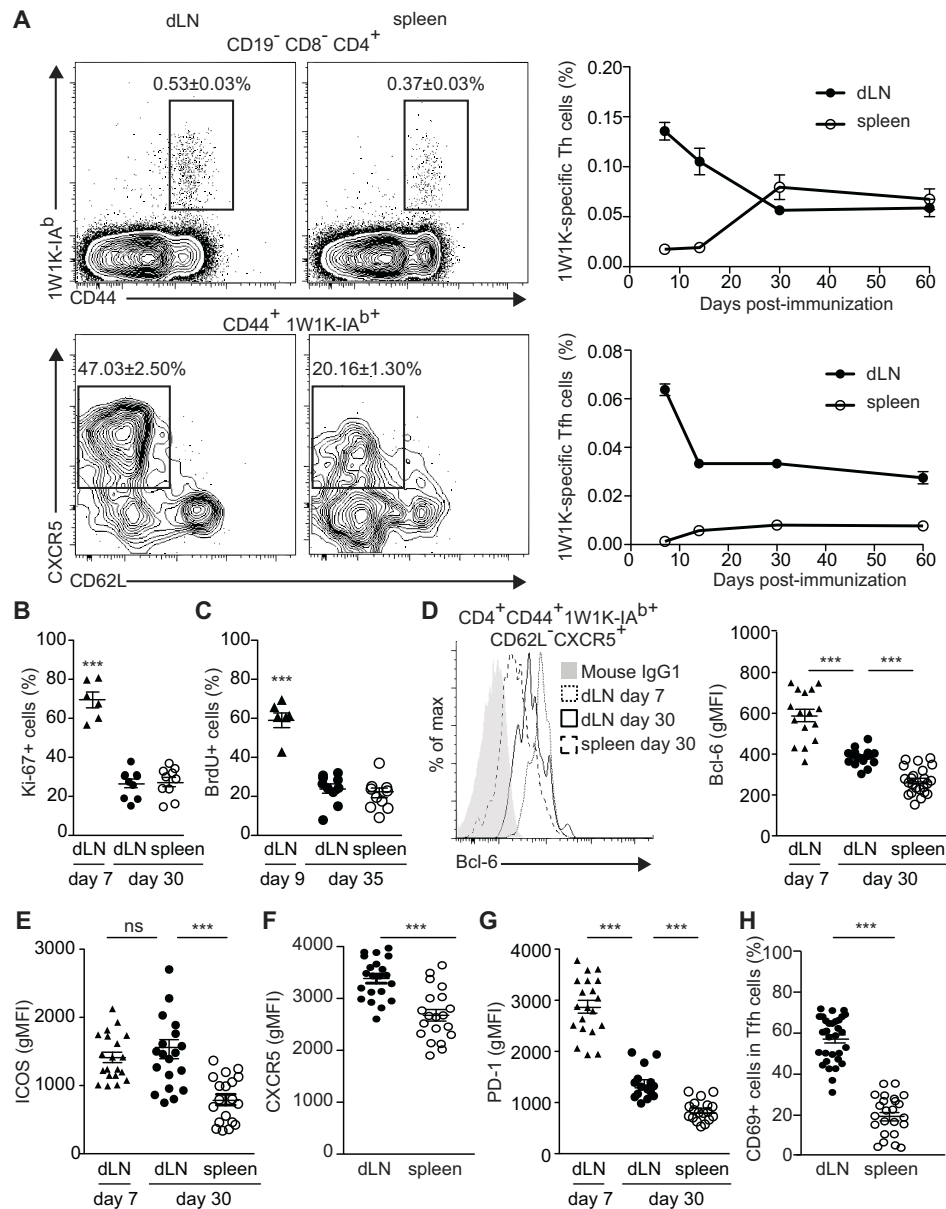 A
dLN
spleen
CD19- CD8- CD4+
0.53±0.03%
0.37±0.03%
1W1K-IAb
CD44
CD44+ 1W1K-IAb+
47.03±2.50%
20.16±1.30%
CXCR5
CD62L
1W1K-specific Th cells (%)
0.20
0.15
0.10
0.05
0.00
dLN
spleen
0 10 20 30 40 50 60
Days post-immunization
1W1K-specific Tfh cells (%)
0.08
0.06
0.04
0.02
0.00
dLN
spleen
0 10 20 30 40 50 60
Days post-immunization
B
Ki-67+ cells (%)
100
80
60
40
20
0
***
dLN dLN spleen
day 7 day 30
C
BrdU+ cells (%)
100
80
60
40
20
0
***
dLN dLN spleen
day 9 day 35
D
CD4+CD44+1W1K-IAb+
CD62L-CXCR5+
Mouse IgG1
dLN day 7
dLN day 30
spleen day 30
% of max
Bcl-6
Bcl-6 (gMFI)
1000
800
600
400
200
0
*** ***
dLN dLN spleen
day 7 day 30
E
ICOS (gMFI)
3000
2000
1000
0
ns ***
dLN dLN spleen
day 7 day 30
F
CXCR5 (gMFI)
4000
3000
2000
1000
0
***
dLN spleen
G
PD-1 (gMFI)
4000
3000
2000
1000
0
*** ***
dLN dLN spleen
day 7 day 30
H
CD69+ cells in Tfh cells (%)
100
80
60
40
20
0
***
dLN spleen